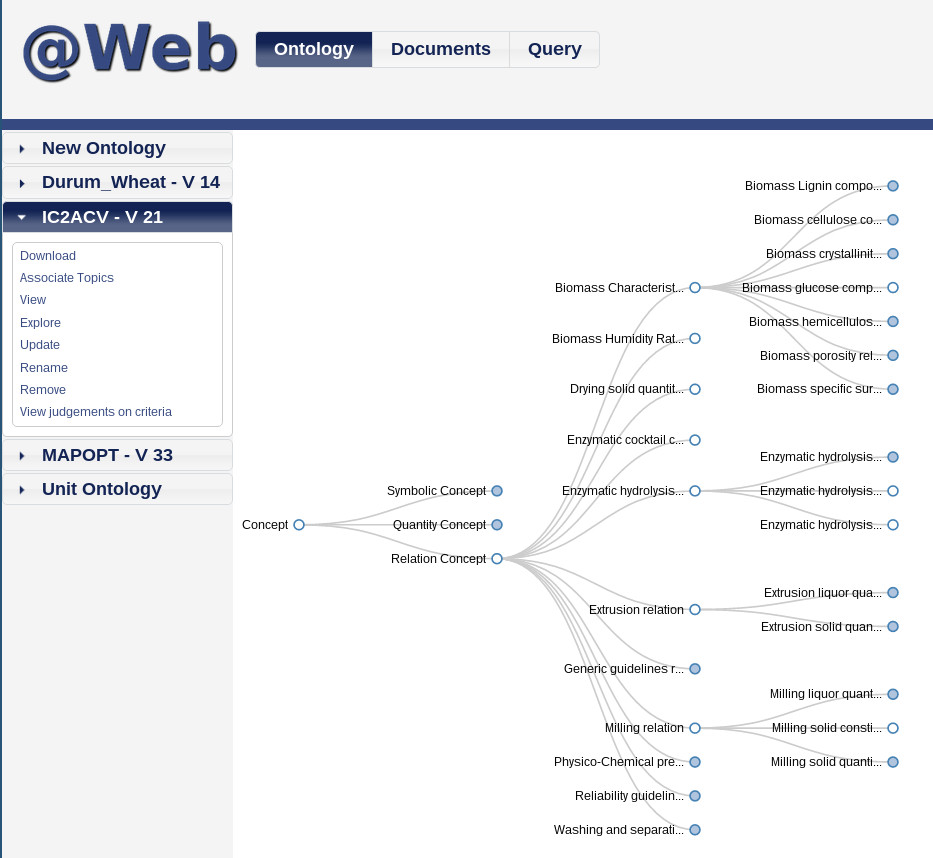 @Web
Ontology
Documents
Query
New Ontology
Durum_Wheat - V 14
IC2ACV - V 21
Download
Associate Topics
View
Explore
Update
Rename
Remove
View judgements on criteria
MAPOPT - V 33
Unit Ontology
Concept
Symbolic Concept
Quantity Concept
Relation Concept
Biomass Characterist...
Biomass Humidity Rat...
Drying solid quantit...
Enzymatic cocktail c...
Enzymatic hydrolysis...
Extrusion relation
Generic guidelines r...
Milling relation
Physico-Chemical pre...
Reliability guidelin...
Washing and separati...
Biomass Lignin compo...
Biomass cellulose co...
Biomass crystallinit...
Biomass glucose comp...
Biomass hemicellulos...
Biomass porosity rel...
Biomass specific sur...
Enzymatic hydrolysis...
Enzymatic hydrolysis...
Enzymatic hydrolysis...
Extrusion liquor qua...
Extrusion solid quan...
Milling liquor quant...
Milling solid consti...
Milling solid quanti...